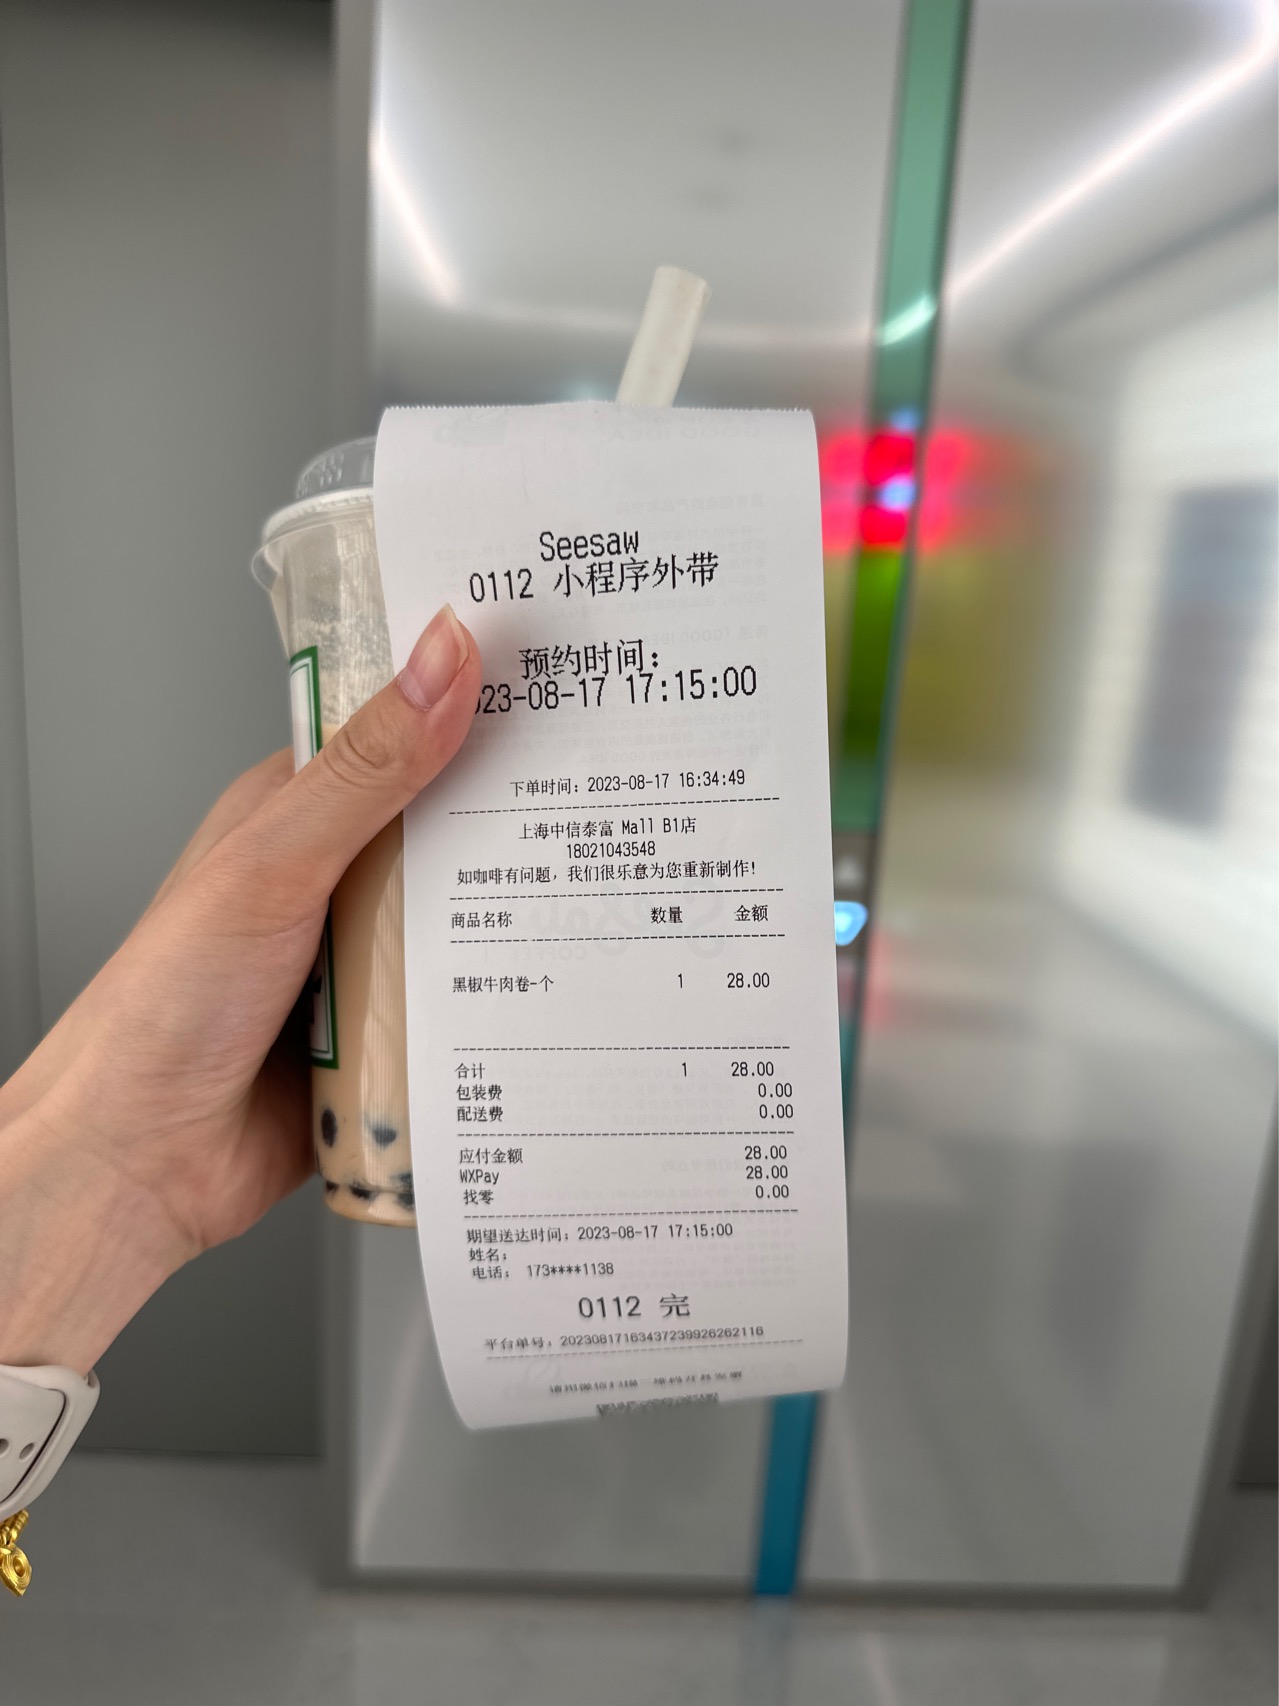 Seesaw
0112 小程序外带
预约时间：
023-08-17 17:15:00
下单时间：2023-08-17 16:34:49
上海中信泰富 Mall B1店
18021043548
如咖啡有问题，我们很乐意为您重新制作！
商品名称 数量 金额
黑椒牛肉卷-个 1 28.00
合计 1 28.00
包装费 0.00
配送费 0.00
应付金额 28.00
WXPay 28.00
找零 0.00
期望送达时间：2023-08-17 17:15:00
姓名：
电话： 173****1138
0112 完
平台单号：20230817163437239926262116